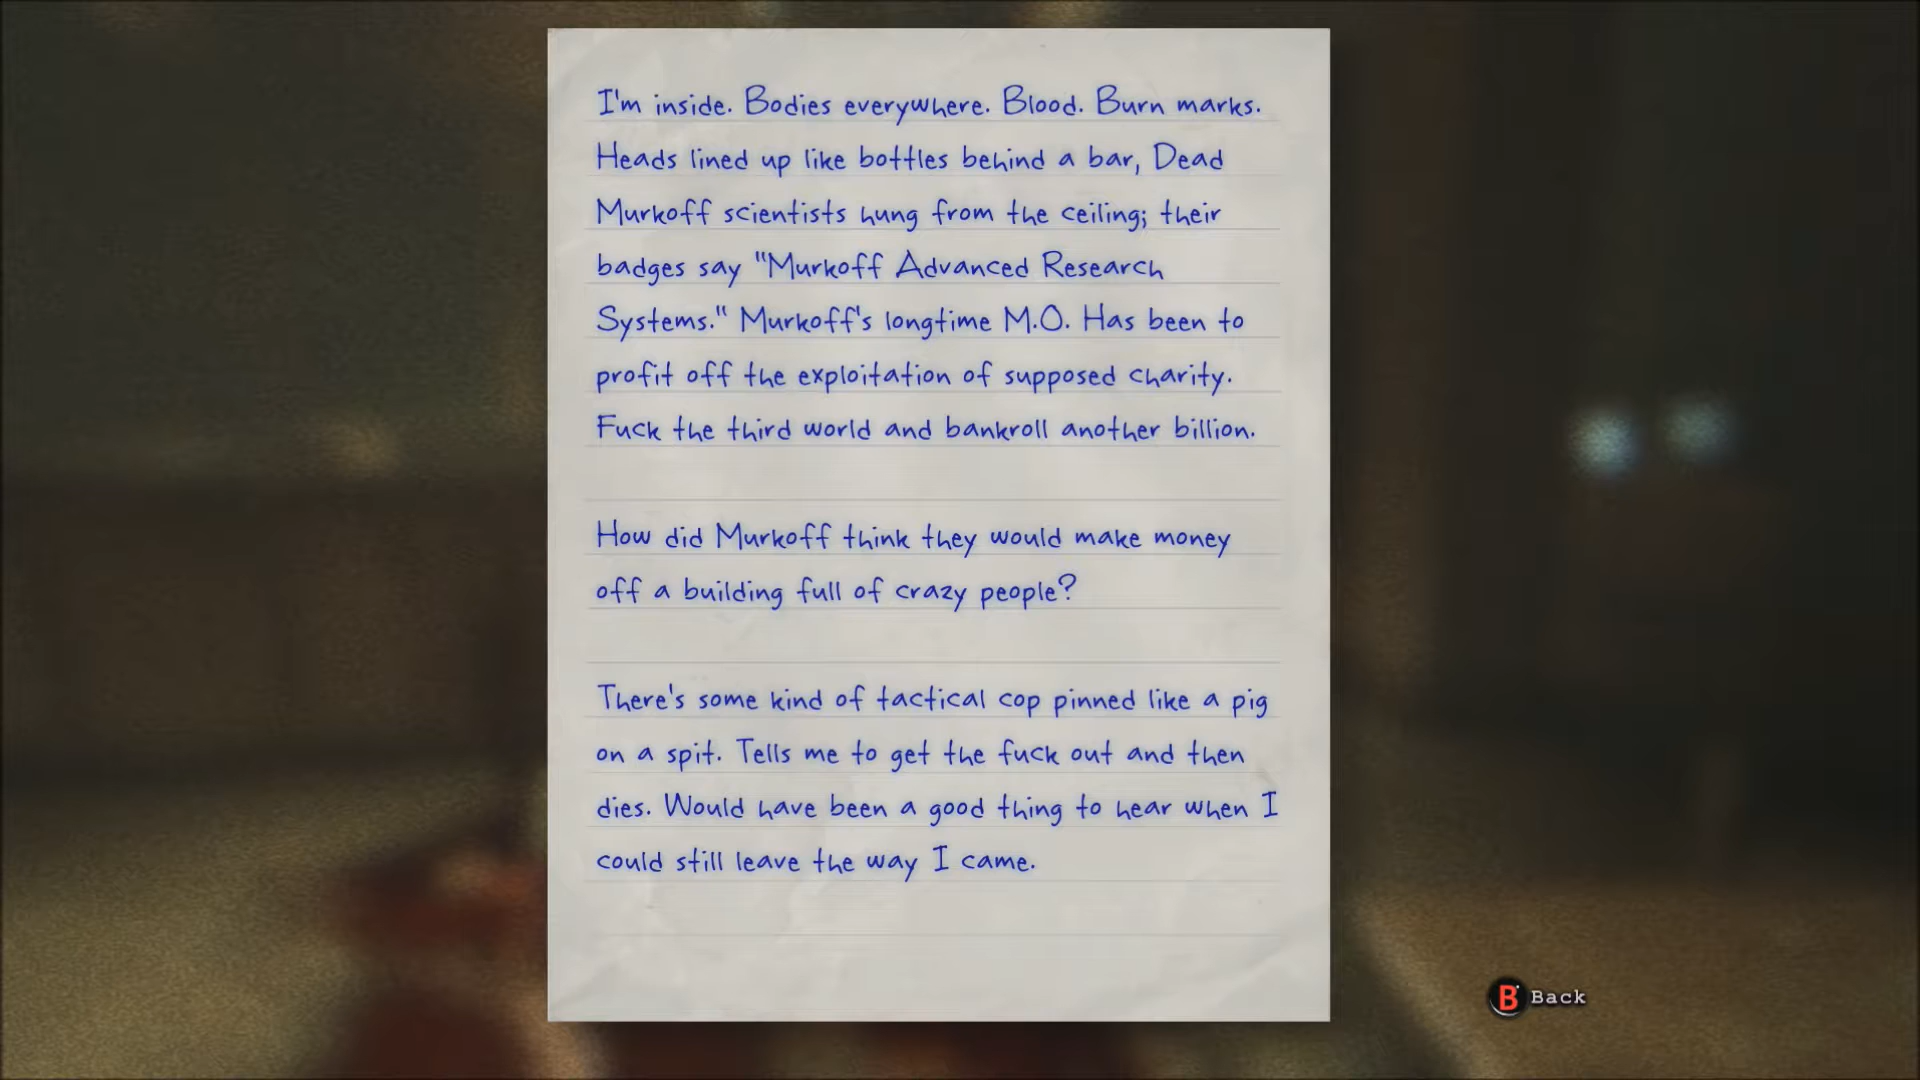 I'm inside. Bodies everywhere. Blood. Burn marks.
Heads lined up like bottles behind a bar, Dead
Murkoff scientists hung from the ceiling; their
badges say "Murkoff Advanced Research
Systems." Murkoff's longtime M.O. Has been to
profit off the exploitation of supposed charity.
Fuck the third world and bankroll another billion.
How did Murkoff think they would make money
off a building full of crazy people?
There's some kind of tactical cop pinned like a pig
on a spit. Tells me to get the fuck out and then
dies. Would have been a good thing to hear when I
could still leave the way I came.
B Back